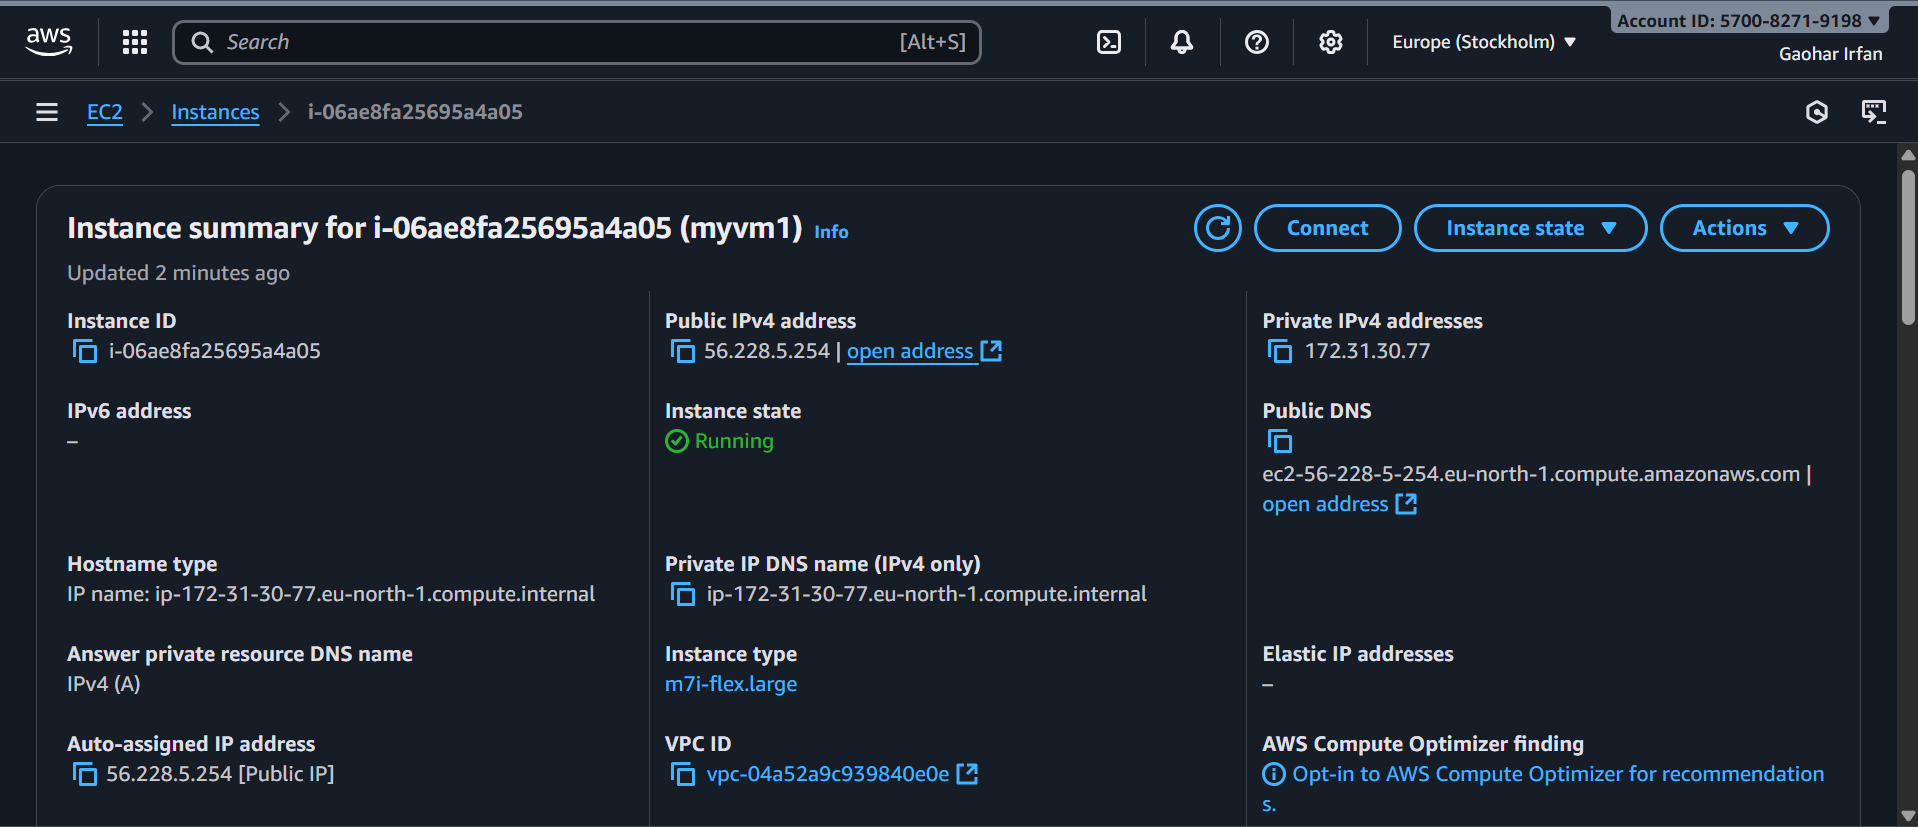 aws
Search
[Alt+S]
Europe (Stockholm)
Account ID: 5700-8271-9198
Gaohar Irfan
EC2
Instances
i-06ae8fa25695a4a05
Instance summary for i-06ae8fa25695a4a05 (myvm1) Info
Connect
Instance state
Actions
Updated 2 minutes ago
Instance ID
i-06ae8fa25695a4a05
Public IPv4 address
56.228.5.254 | open address
Private IPv4 addresses
172.31.30.77
IPv6 address
–
Instance state
Running
Public DNS
ec2-56-228-5-254.eu-north-1.compute.amazonaws.com |
open address
Hostname type
IP name: ip-172-31-30-77.eu-north-1.compute.internal
Private IP DNS name (IPv4 only)
ip-172-31-30-77.eu-north-1.compute.internal
Answer private resource DNS name
IPv4 (A)
Instance type
m7i-flex.large
Elastic IP addresses
–
Auto-assigned IP address
56.228.5.254 [Public IP]
VPC ID
vpc-04a52a9c939840e0e
AWS Compute Optimizer finding
Opt-in to AWS Compute Optimizer for recommendation
s.